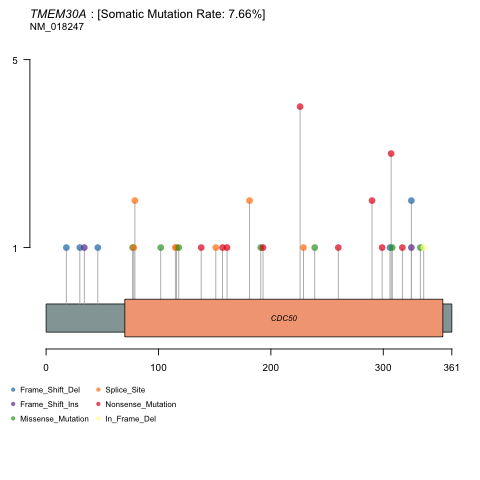 TMEM30A : [Somatic Mutation Rate: 7.66%]
NM_018247
5
1
CDC50
0 100 200 300 361
Frame_Shift_Del Splice_Site
Frame_Shift_Ins Nonsense_Mutation
Missense_Mutation In_Frame_Del